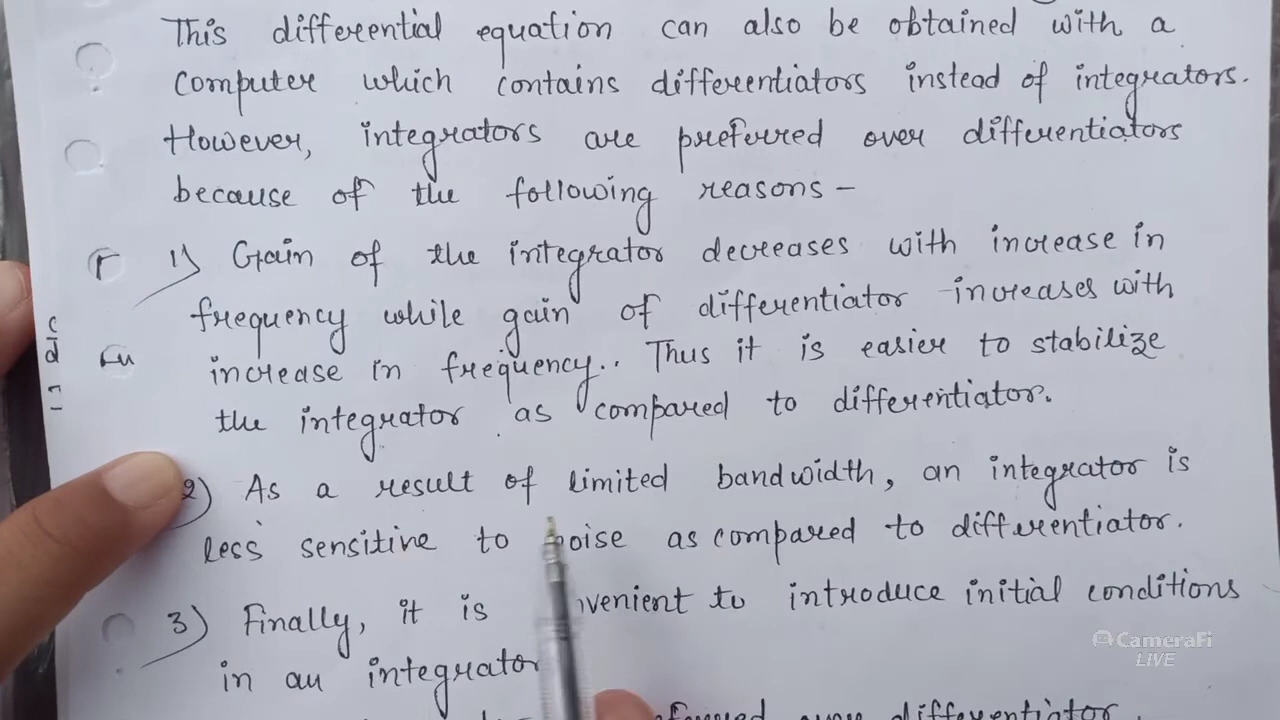 This differential equation can also be obtained with a
computer which contains differentiators instead of integrators.
However, integrators are preferred over differentiators
because of the following reasons -
1) Gain of the integrator decreases with increase in
frequency while gain of differentiator increases with
increase in frequency.. Thus it is easier to stabilize
the integrator as compared to differentiator.
2) As a result of limited bandwidth, an integrator is
less sensitive to noise as compared to differentiator.
3) Finally, it is convenient to introduce initial conditions
in an integrator
over differentiator.
CameraFi
LIVE